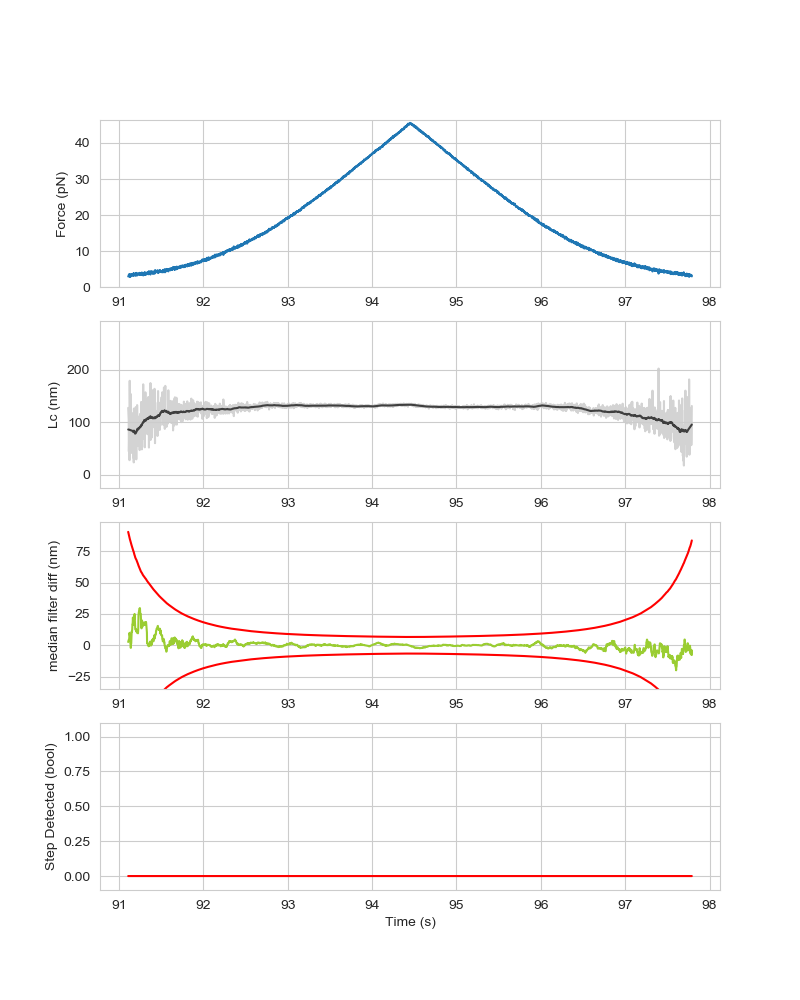 Force (pN)
40
30
20
10
0
91 92 93 94 95 96 97 98
Lc (nm)
200
100
0
91 92 93 94 95 96 97 98
median filter diff (nm)
75
50
25
0
−25
91 92 93 94 95 96 97 98
Step Detected (bool)
1.00
0.75
0.50
0.25
0.00
91 92 93 94 95 96 97 98
Time (s)